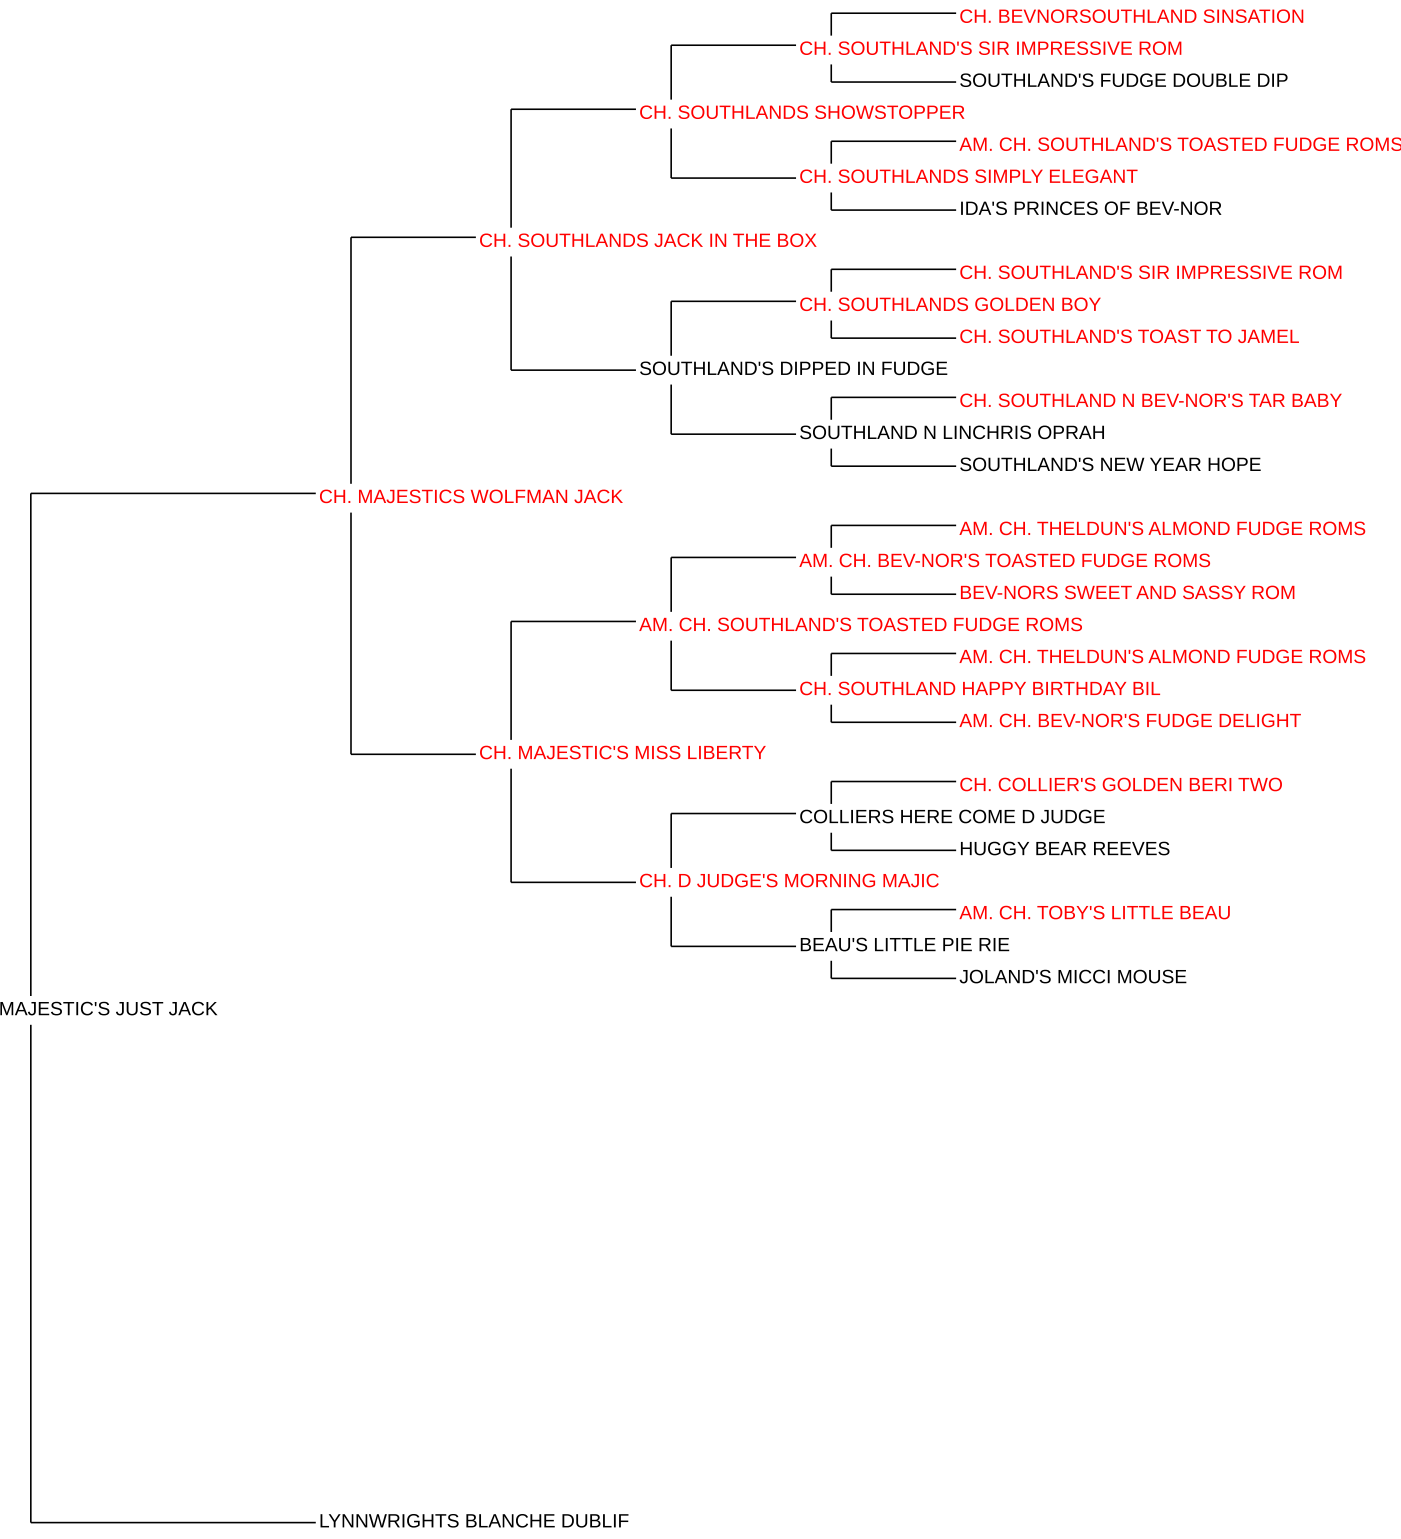 CH. BEVNORSOUTHLAND SINSATION
CH. SOUTHLAND'S SIR IMPRESSIVE ROM
SOUTHLAND'S FUDGE DOUBLE DIP
CH. SOUTHLANDS SHOWSTOPPER
AM. CH. SOUTHLAND'S TOASTED FUDGE ROMS
CH. SOUTHLANDS SIMPLY ELEGANT
IDA'S PRINCES OF BEV-NOR
CH. SOUTHLANDS JACK IN THE BOX
CH. SOUTHLAND'S SIR IMPRESSIVE ROM
CH. SOUTHLANDS GOLDEN BOY
CH. SOUTHLAND'S TOAST TO JAMEL
SOUTHLAND'S DIPPED IN FUDGE
CH. SOUTHLAND N BEV-NOR'S TAR BABY
SOUTHLAND N LINCHRIS OPRAH
SOUTHLAND'S NEW YEAR HOPE
CH. MAJESTICS WOLFMAN JACK
AM. CH. THELDUN'S ALMOND FUDGE ROMS
AM. CH. BEV-NOR'S TOASTED FUDGE ROMS
BEV-NORS SWEET AND SASSY ROM
AM. CH. SOUTHLAND'S TOASTED FUDGE ROMS
AM. CH. THELDUN'S ALMOND FUDGE ROMS
CH. SOUTHLAND HAPPY BIRTHDAY BIL
AM. CH. BEV-NOR'S FUDGE DELIGHT
CH. MAJESTIC'S MISS LIBERTY
CH. COLLIER'S GOLDEN BERI TWO
COLLIERS HERE COME D JUDGE
HUGGY BEAR REEVES
CH. D JUDGE'S MORNING MAJIC
AM. CH. TOBY'S LITTLE BEAU
BEAU'S LITTLE PIE RIE
JOLAND'S MICCI MOUSE
MAJESTIC'S JUST JACK
LYNNWRIGHTS BLANCHE DUBLIF